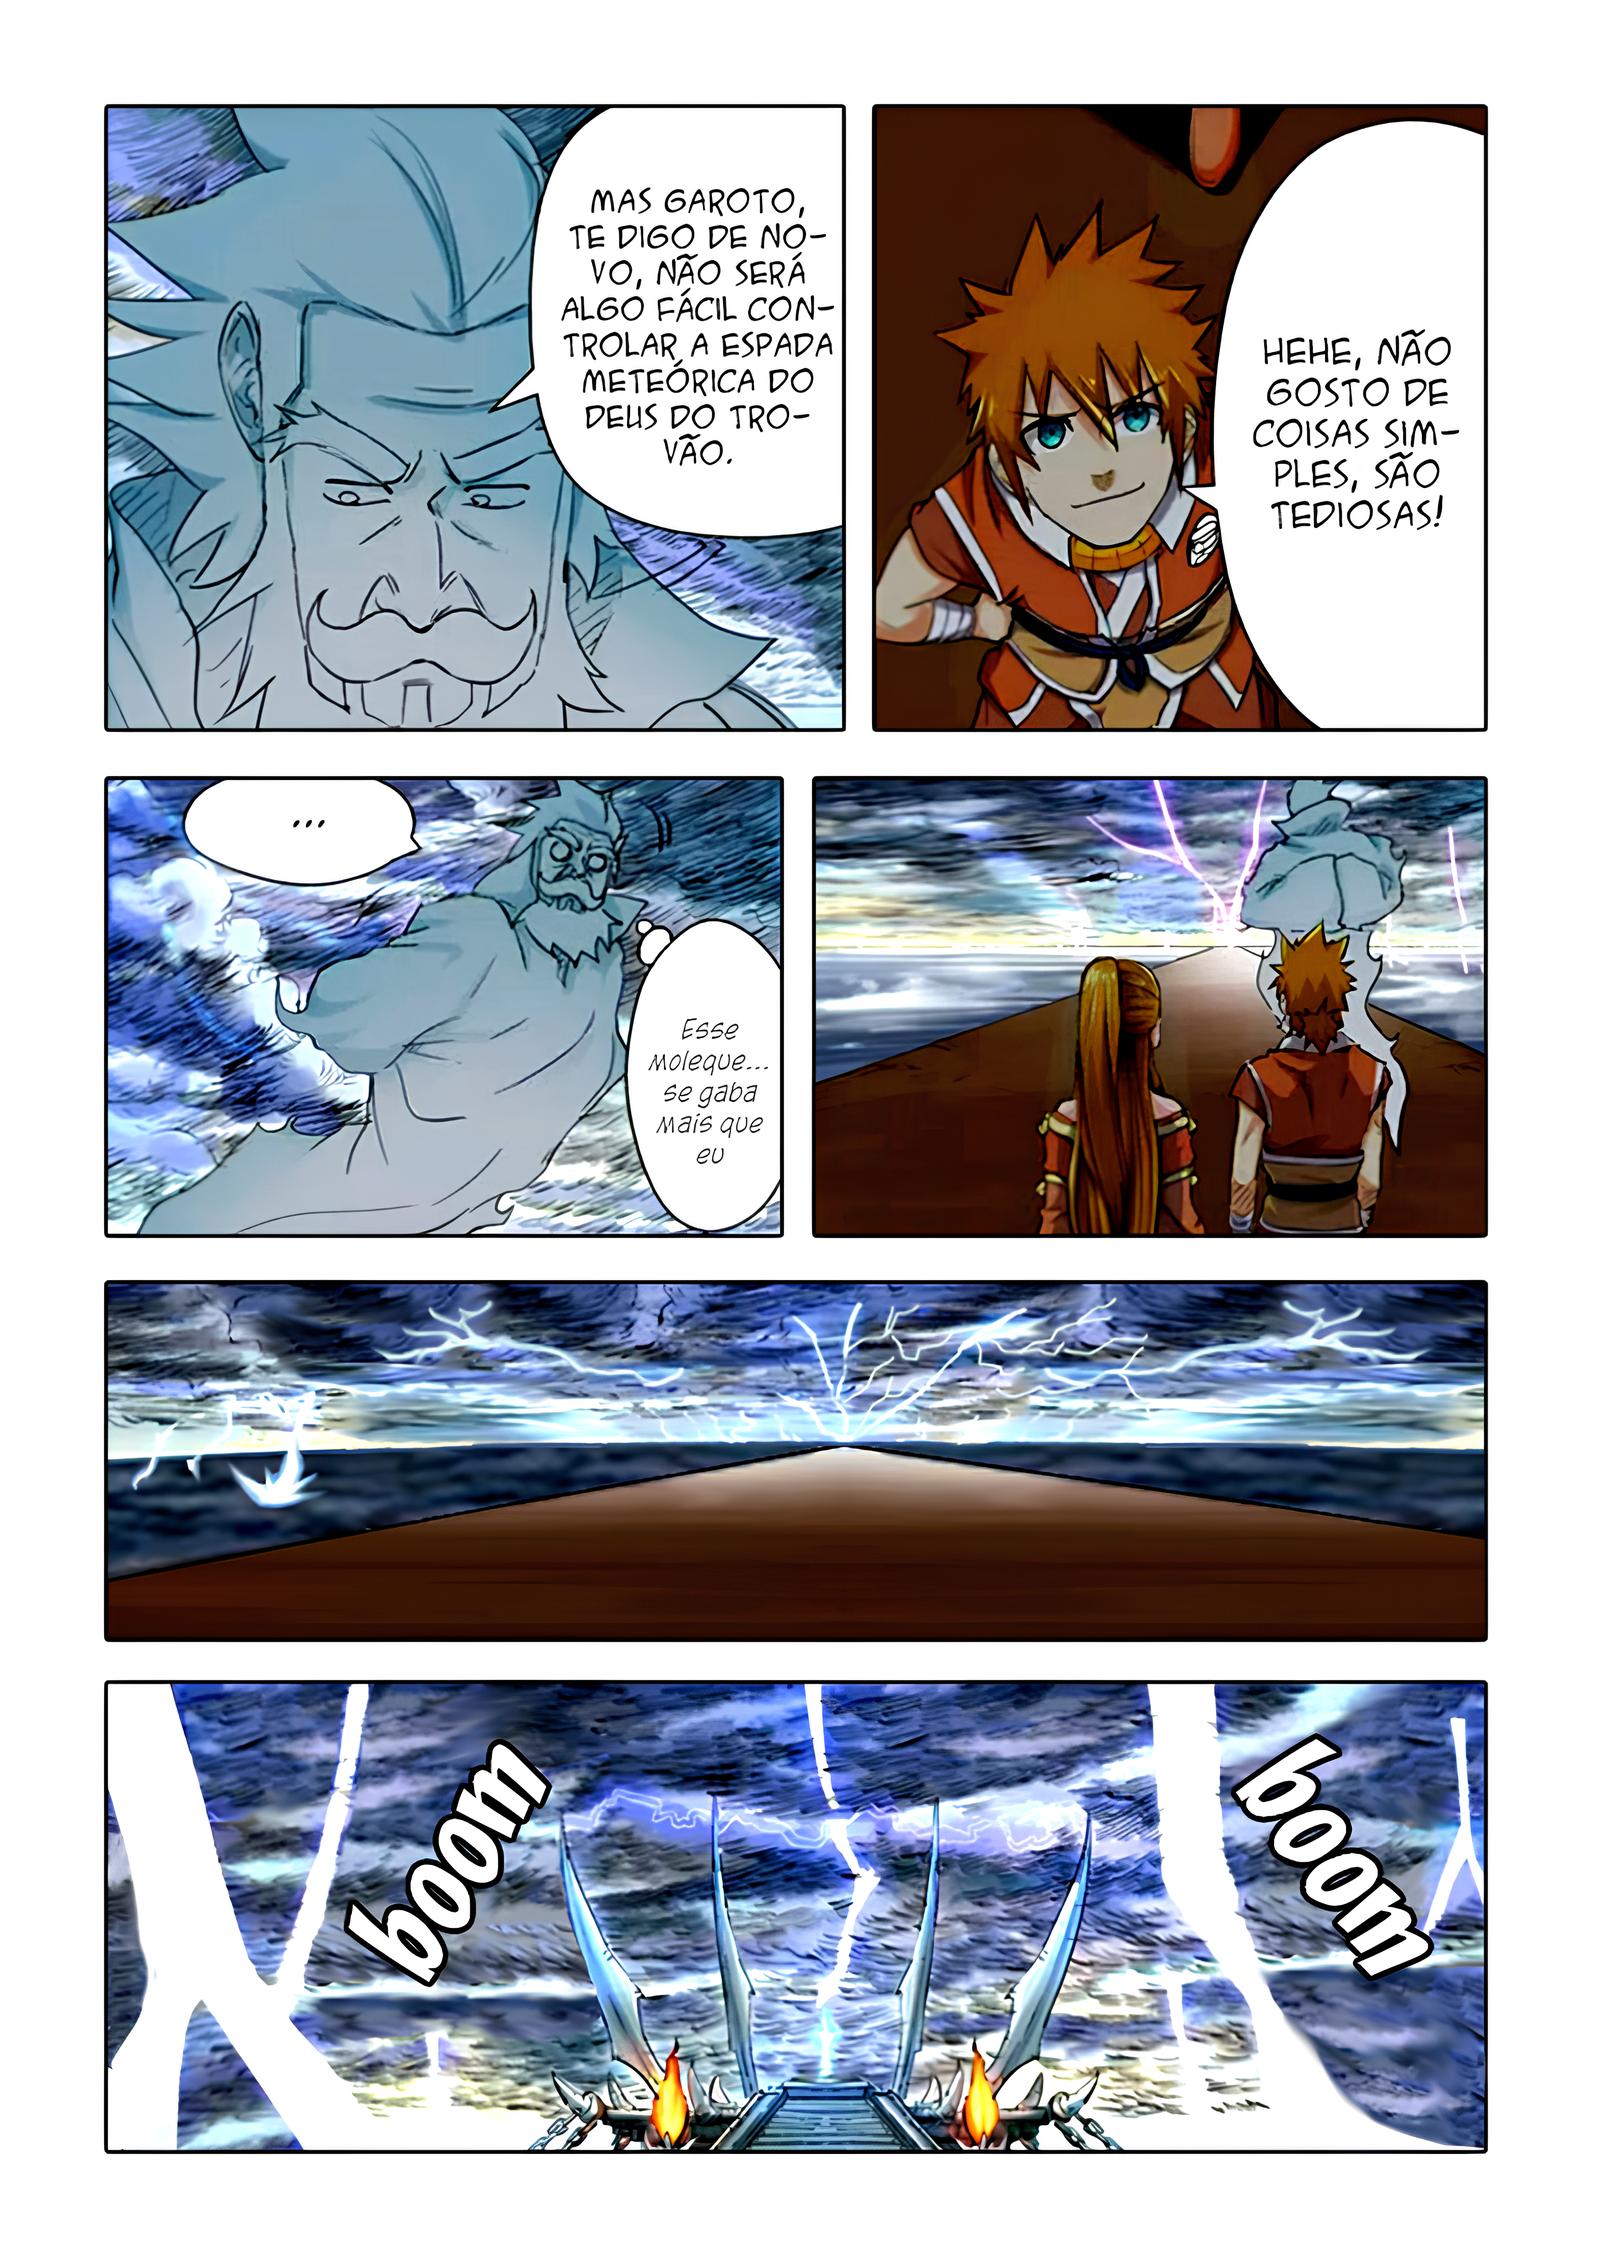 MAS GAROTO,
TE DIGO DE NO-
VO, NÃO SERÁ
ALGO FÁCIL CON-
TROLAR A ESPADA
METEÓRICA DO
DEUS DO TRO-
VÃO.
HEHE, NÃO
GOSTO DE
COISAS SIM-
PLES, SÃO
TEDIOSAS!
...
Esse
moleque...
se gaba
mais que
eu
boom
boom